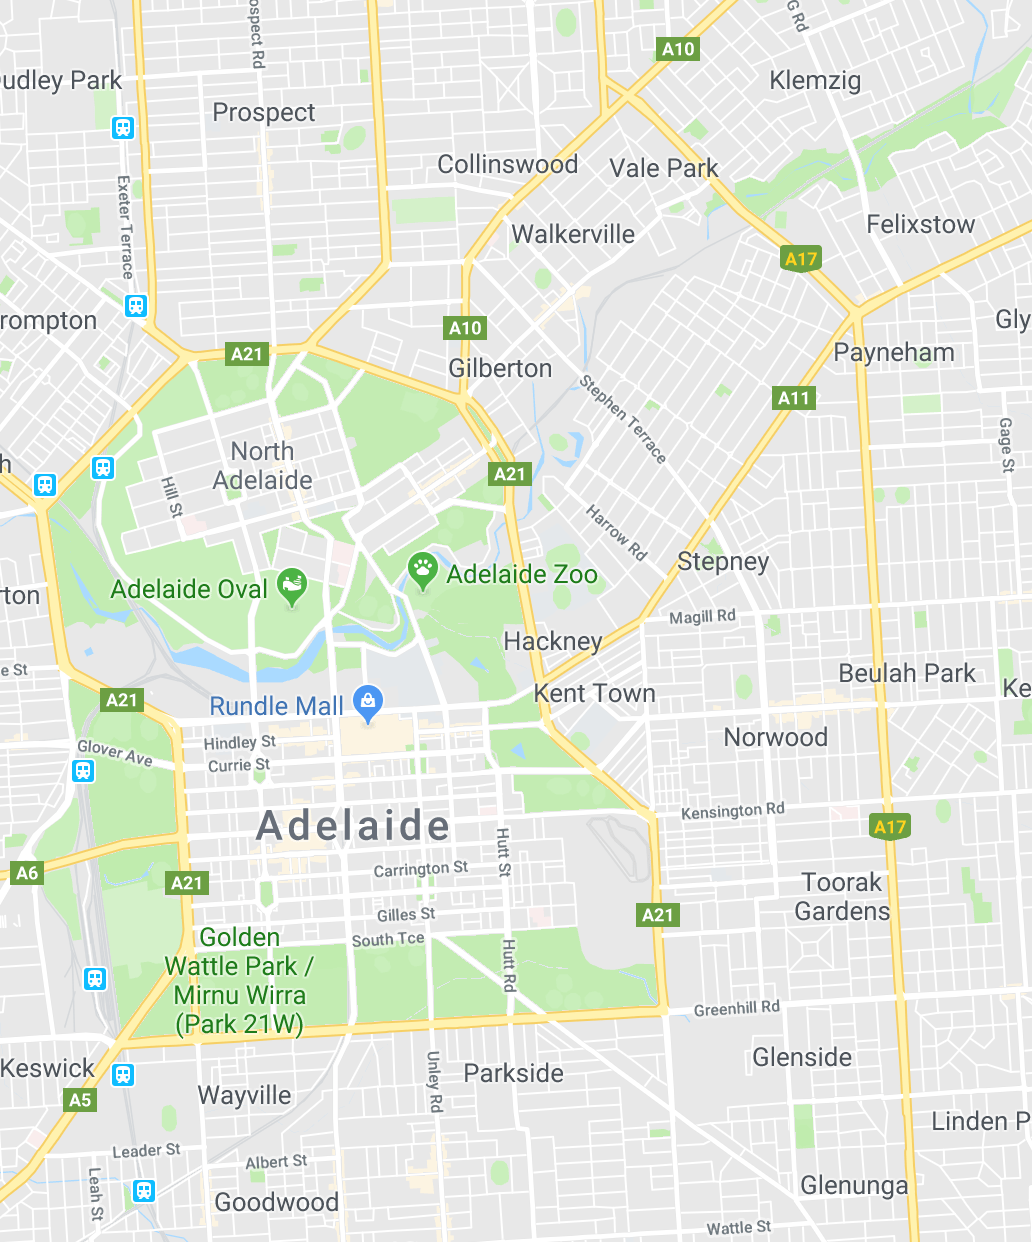 Prospect Rd
G Rd
A10
Klemzig
Dudley Park
Prospect
Collinswood
Vale Park
Exeter Terrace
Felixstow
Walkerville
A17
rompton
A10
Gly
A21
Payneham
Gilberton
A11
Stephen Terrace
Gage St
North
Adelaide
h
A21
Hill St
Harrow Rd
Stepney
Adelaide Zoo
Adelaide Oval
rton
Magill Rd
Hackney
e St
Beulah Park
Ke
Kent Town
A21
Rundle Mall
Norwood
Hindley St
Glover Ave
Currie St
Kensington Rd
Adelaide
A17
Hutt St
A6
Carrington St
A21
Toorak
Gardens
Gilles St
A21
South Tce
Golden
Wattle Park /
Mirnu Wirra
(Park 21W)
Hutt Rd
Greenhill Rd
Glenside
Keswick
Parkside
Unley Rd
Wayville
A5
Linden P
Leader St
Albert St
Leah St
Glenunga
Goodwood
Wattle St